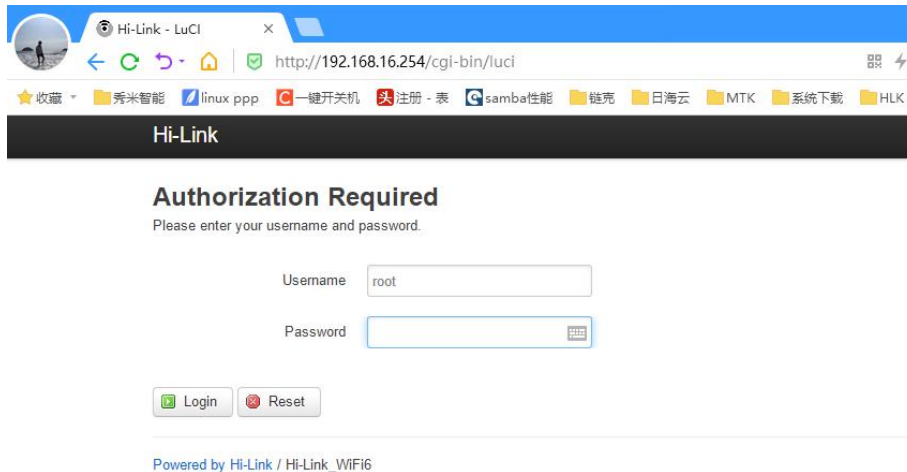 Hi-Link - LuCI
http://192.168.16.254/cgi-bin/luci
收藏 秀米智能 linux ppp 一键开关机 头 注册 - 表 samba性能 链克 日海云 MTK 系统下载 HLK
Hi-Link
Authorization Required
Please enter your username and password.
Username root
Password
Login Reset
Powered by Hi-Link / Hi-Link_WiFi6